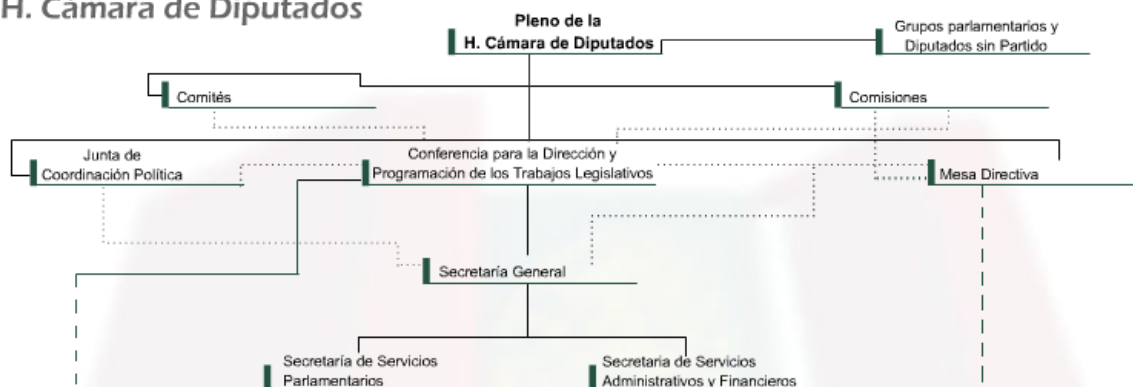 H. Cámara de Diputados
Pleno de la
H. Cámara de Diputados
Grupos parlamentarios y
Diputados sin Partido
Comités
Comisiones
Junta de
Coordinación Política
Conferencia para la Dirección y
Programación de los Trabajos Legislativos
Mesa Directiva
Secretaría General
Secretaría de Servicios
Parlamentarios
Secretaria de Servicios
Administrativos y Financieros